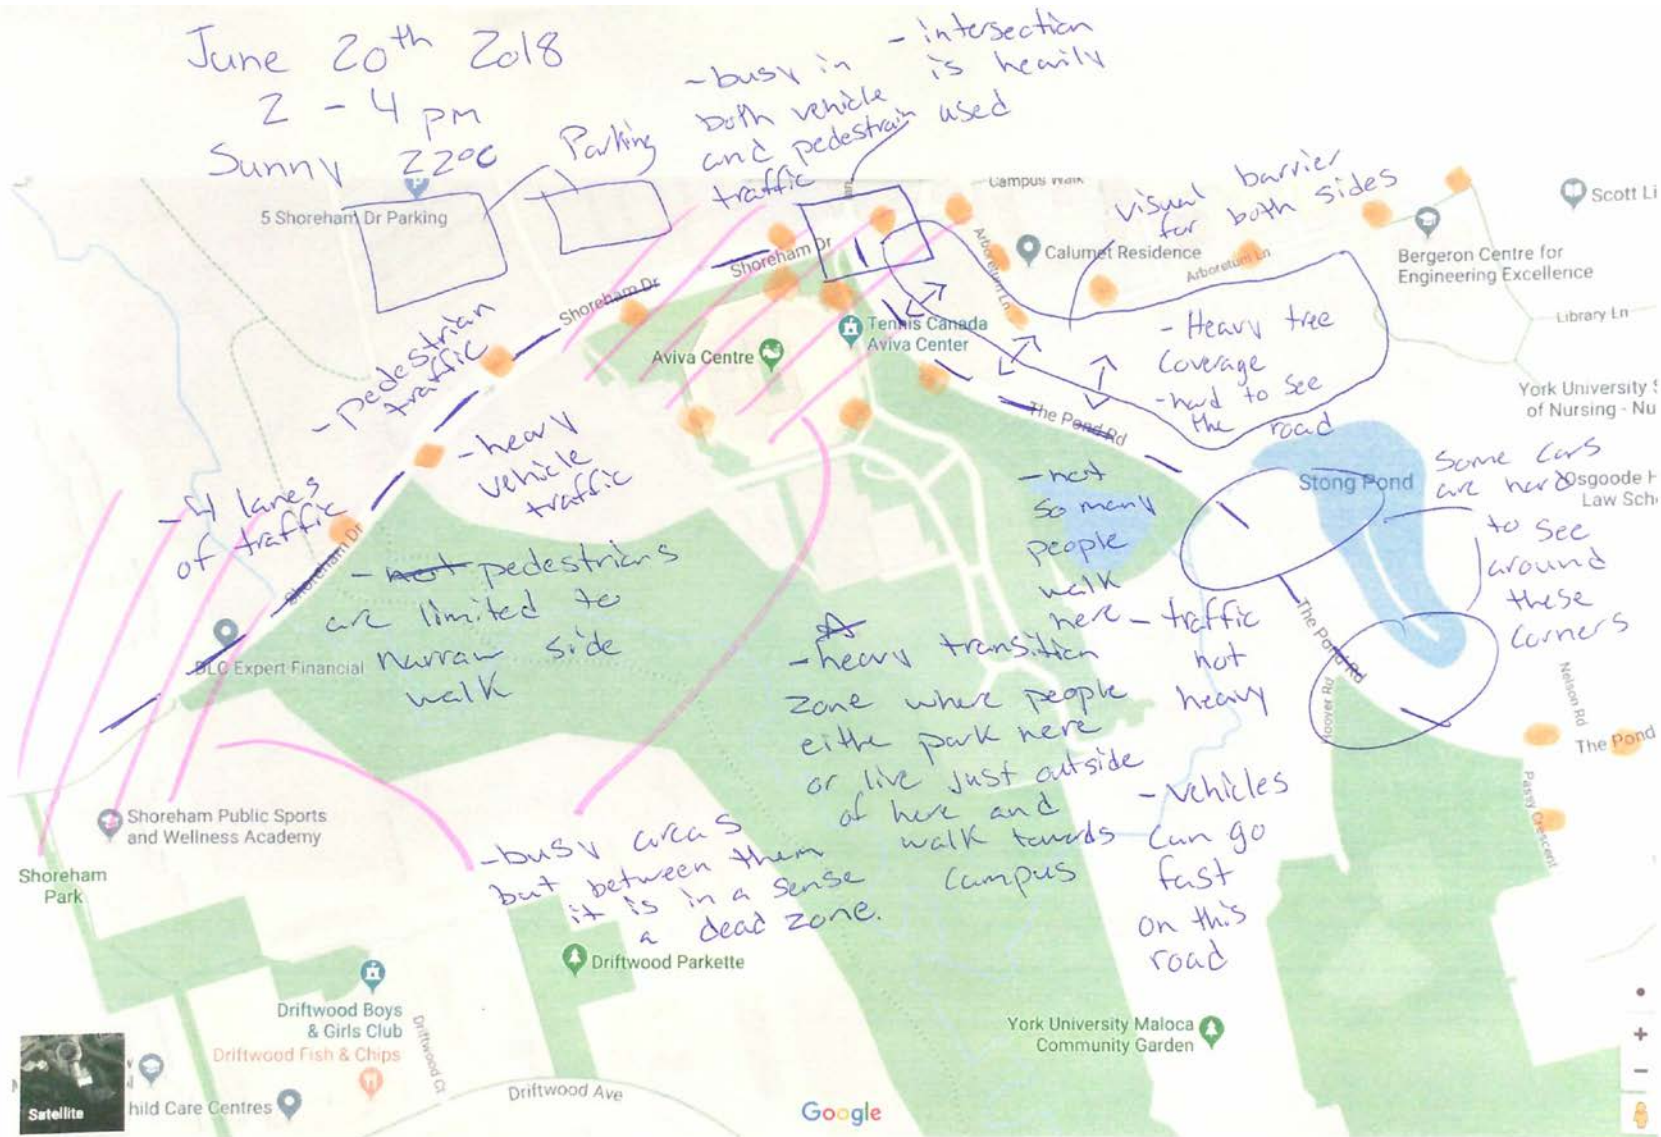 June 20th 2018
2 - 4 pm
Sunny 22°C
Parking
- busy in
both vehicle
and pedestrain
traffic
- intersection
is heavily
used
visual barrier
for both sides
5 Shoreham Dr Parking
Campus Walk
Scott Li
Shoreham Dr
Shoreham Dr
Arboretum Ln
Calumet Residence
Arboretum Ln
Bergeron Centre for
Engineering Excellence
Library Ln
- pedestrian
traffic
Aviva Centre
Tennis Canada
Aviva Center
- Heavy tree
coverage
- hard to see
the road
York University S
of Nursing - Nu
The Pond Rd
- heavy
vehicle
traffic
- 4 lanes
of traffic
Shoreham Dr
- not
so many
people
walk
here
Stong Pond
Some cars
are hard
to see
around
these
corners
Osgoode H
Law Sch
- not pedestrians
are limited to
narraw side
walk
DLC Expert Financial
- heavy transition
zone where people
eithe park here
or live just outside
of here and
walk towards
campus
- traffic
not
heavy
The Pond Rd
Hoover Rd
Nelson Rd
The Pond
Passy Crescent
- vehicles
can go
fast
on this
road
Shoreham Public Sports
and Wellness Academy
Shoreham
Park
- busy areas
but between them
it is in a sense
a dead zone.
Driftwood Parkette
Driftwood Boys
& Girls Club
Driftwood Fish & Chips
Driftwood Ct
York University Maloca
Community Garden
Driftwood Ave
Satellite
hild Care Centres
Google